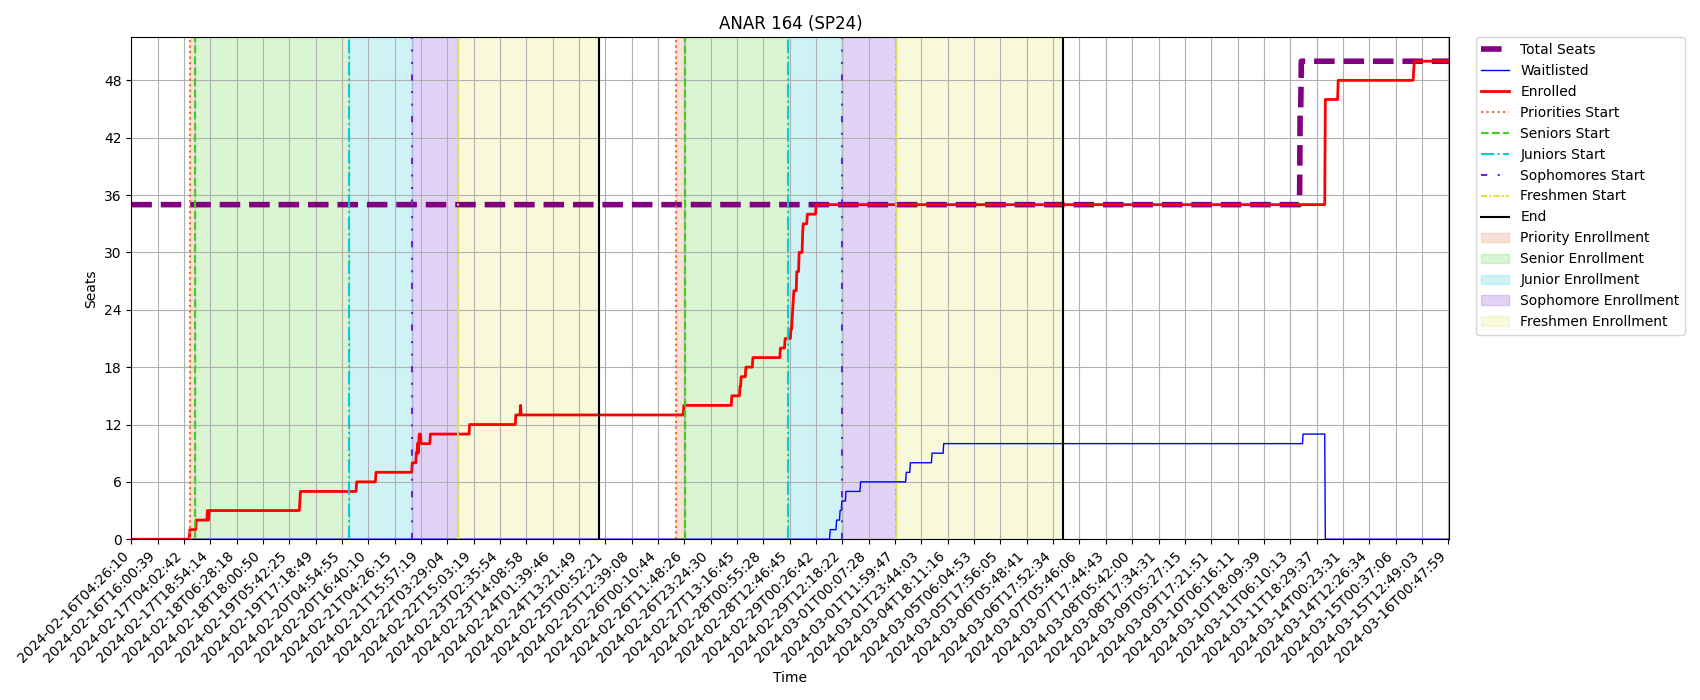 ANAR 164 (SP24)
Seats
48
42
36
30
24
18
12
6
0
2024-02-16T04:26:10
2024-02-16T16:00:39
2024-02-17T04:02:42
2024-02-17T18:54:14
2024-02-18T06:28:18
2024-02-18T18:00:50
2024-02-19T05:42:25
2024-02-19T17:18:49
2024-02-20T04:54:55
2024-02-20T16:40:10
2024-02-21T04:26:15
2024-02-21T15:57:19
2024-02-22T03:29:04
2024-02-22T15:03:19
2024-02-23T02:35:54
2024-02-23T14:08:58
2024-02-24T01:39:46
2024-02-24T13:21:49
2024-02-25T00:52:21
2024-02-25T12:39:08
2024-02-26T00:10:44
2024-02-26T11:48:26
2024-02-26T23:24:30
2024-02-27T13:16:45
2024-02-28T00:55:28
2024-02-28T12:46:45
2024-02-29T00:26:42
2024-02-29T12:18:22
2024-03-01T00:07:28
2024-03-01T11:59:47
2024-03-01T23:44:03
2024-03-04T18:11:16
2024-03-05T06:04:53
2024-03-05T17:56:05
2024-03-06T05:48:41
2024-03-06T17:52:34
2024-03-07T05:46:06
2024-03-07T17:44:43
2024-03-08T05:42:00
2024-03-08T17:34:31
2024-03-09T05:27:15
2024-03-09T17:21:51
2024-03-10T06:16:11
2024-03-10T18:09:39
2024-03-11T06:10:13
2024-03-11T18:29:37
2024-03-14T00:23:31
2024-03-14T12:26:34
2024-03-15T00:37:06
2024-03-15T12:49:03
2024-03-16T00:47:59
Time
Total Seats
Waitlisted
Enrolled
Priorities Start
Seniors Start
Juniors Start
Sophomores Start
Freshmen Start
End
Priority Enrollment
Senior Enrollment
Junior Enrollment
Sophomore Enrollment
Freshmen Enrollment